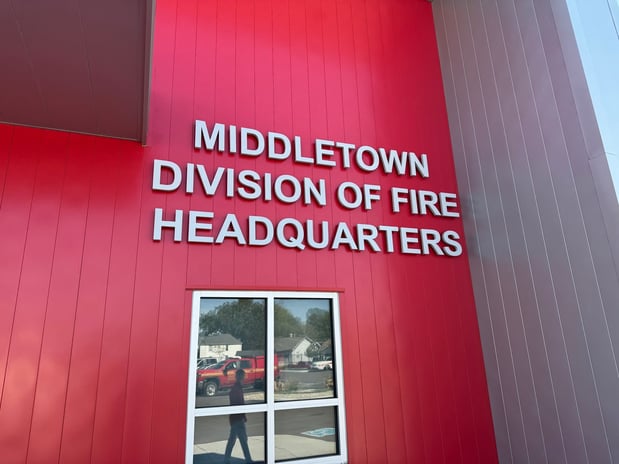 MIDDLETOWN
DIVISION OF FIRE
HEADQUARTERS